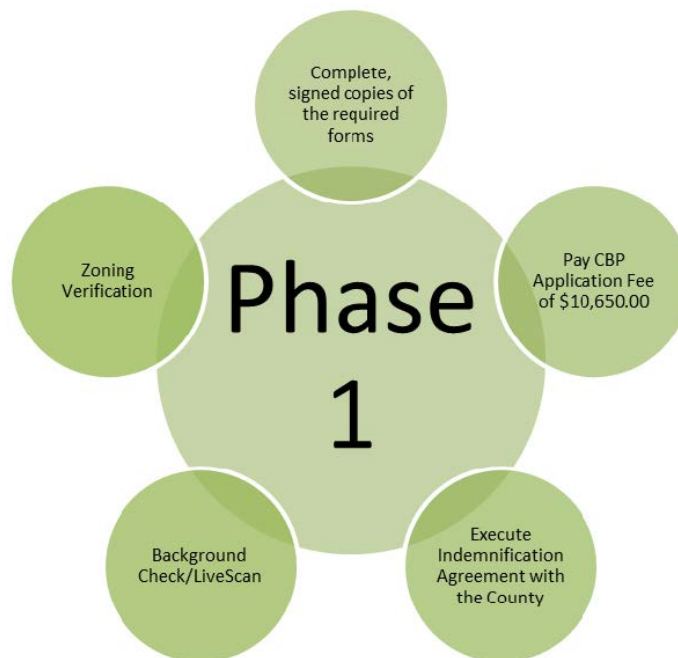 Complete,
signed copies of
the required
forms
Zoning
Verification
Phase
1
Pay CBP
Application Fee
of $10,650.00
Background
Check/LiveScan
Execute
Indemnification
Agreement with
the County